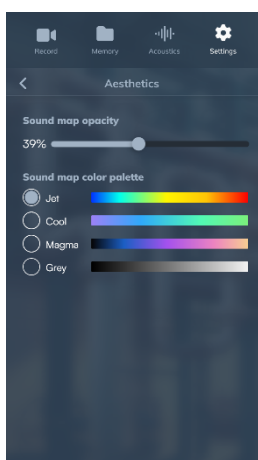 Record Memory Acoustics Settings
Aesthetics
Sound map opacity
39%
Sound map color palette
Jet
Cool
Magma
Grey